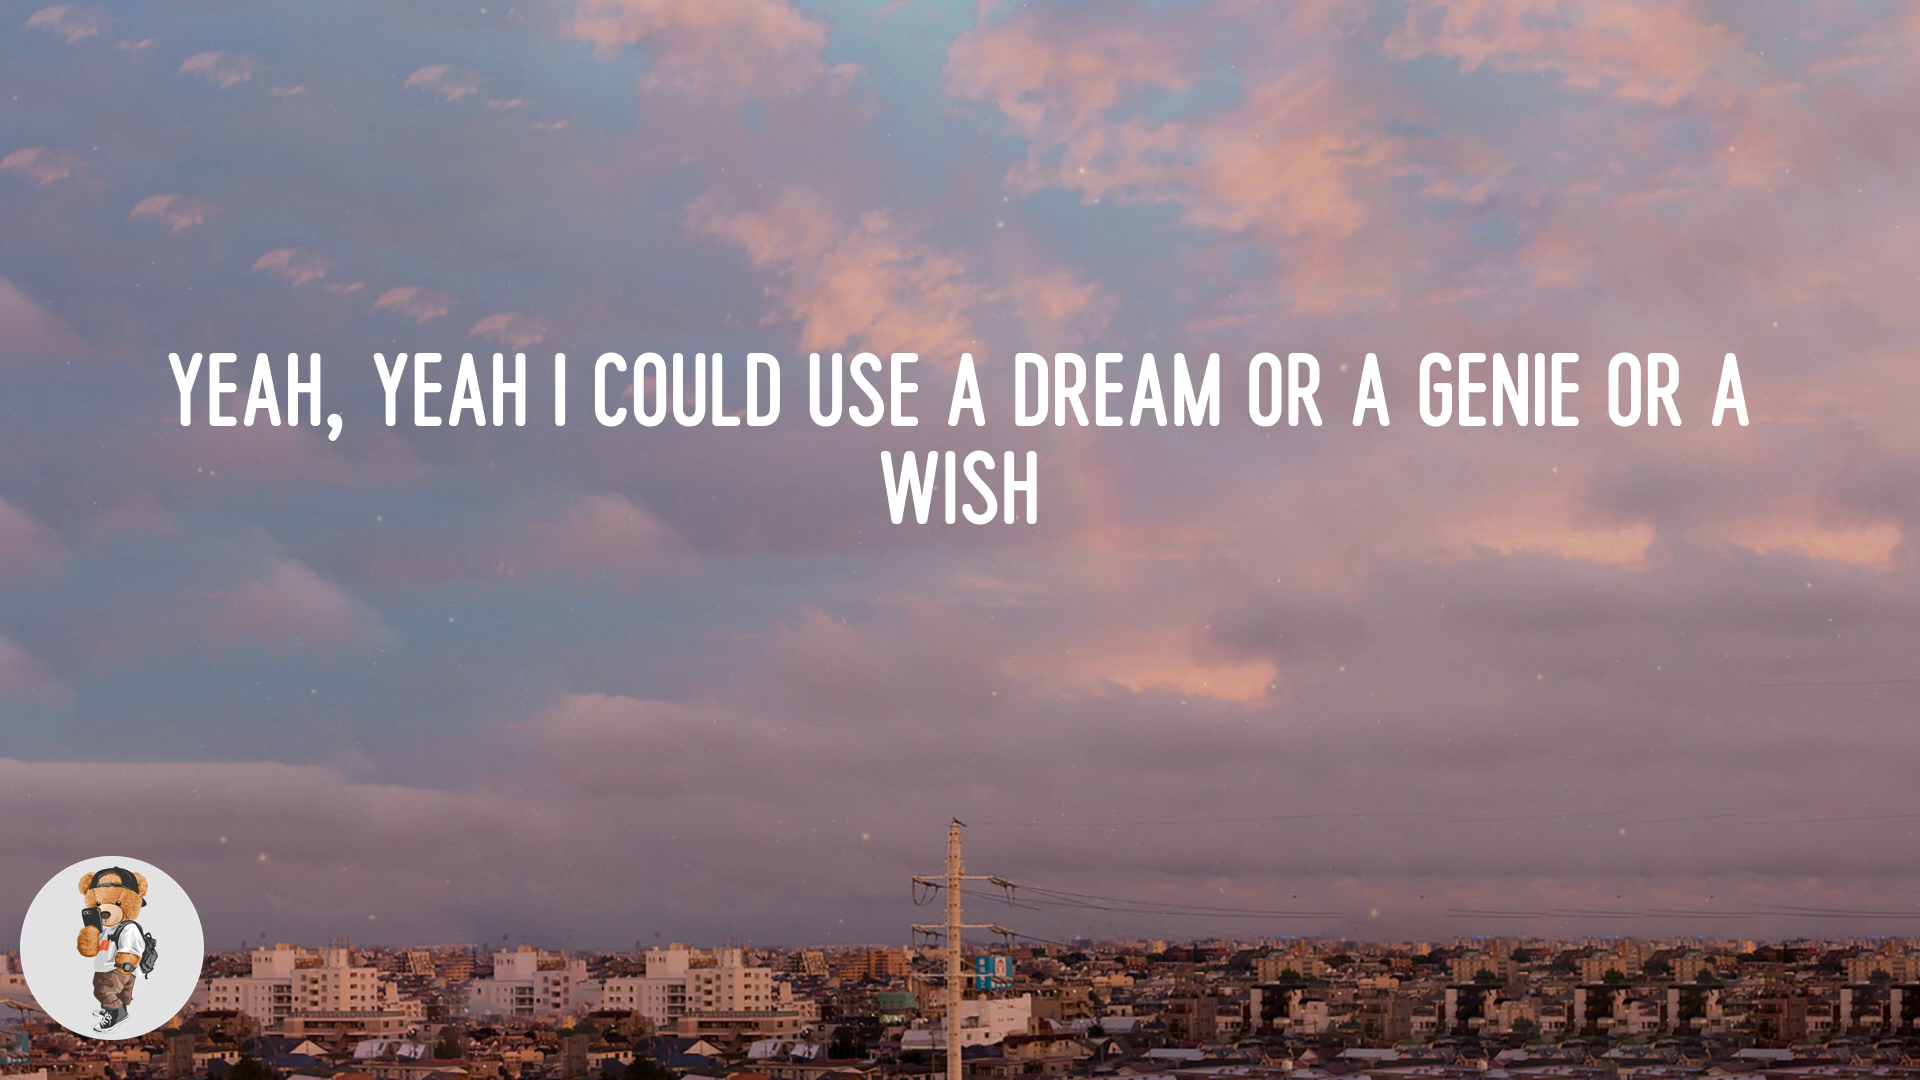 YEAH, YEAH I COULD USE A DREAM OR A GENIE OR A
WISH